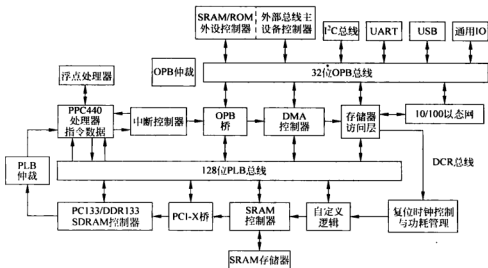 SRAM/ROM
外设控制器
外部总线主
设备控制器
I²C总线
UART
USB
通用IO
OPB仲裁
32位OPB总线
浮点处理器
PPC440
处理器
指令数据
中断控制器
OPB
桥
DMA
控制器
存储器
访问层
10/100以态网
PLB
仲裁
DCR总线
128位PLB总线
PC133/DDR133
SDRAM控制器
PCI-X桥
SRAM
控制器
自定义
逻辑
复位时钟控制
与功耗管理
SRAM存储器